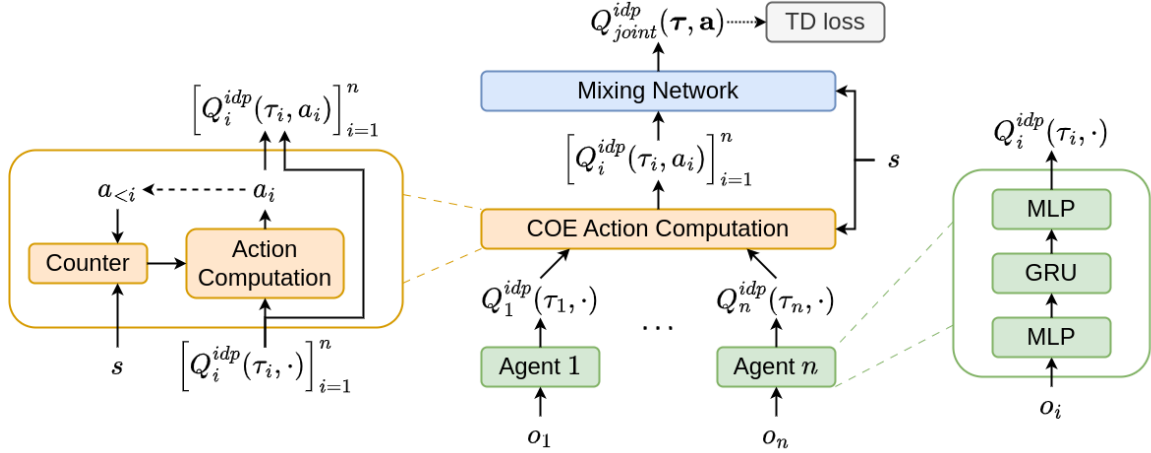 Q_{joint}^{idp}(τ, a)
TD loss
Mixing Network
[Q_i^{idp}(τ_i, a_i)]_{i=1}^n
s
COE Action Computation
Q_1^{idp}(τ_1, ·)
Q_n^{idp}(τ_n, ·)
...
Agent 1
Agent n
o_1
o_n
[Q_i^{idp}(τ_i, a_i)]_{i=1}^n
a_{<i}
a_i
Counter
Action
Computation
s
[Q_i^{idp}(τ_i, ·)]_{i=1}^n
Q_i^{idp}(τ_i, ·)
MLP
GRU
MLP
o_i